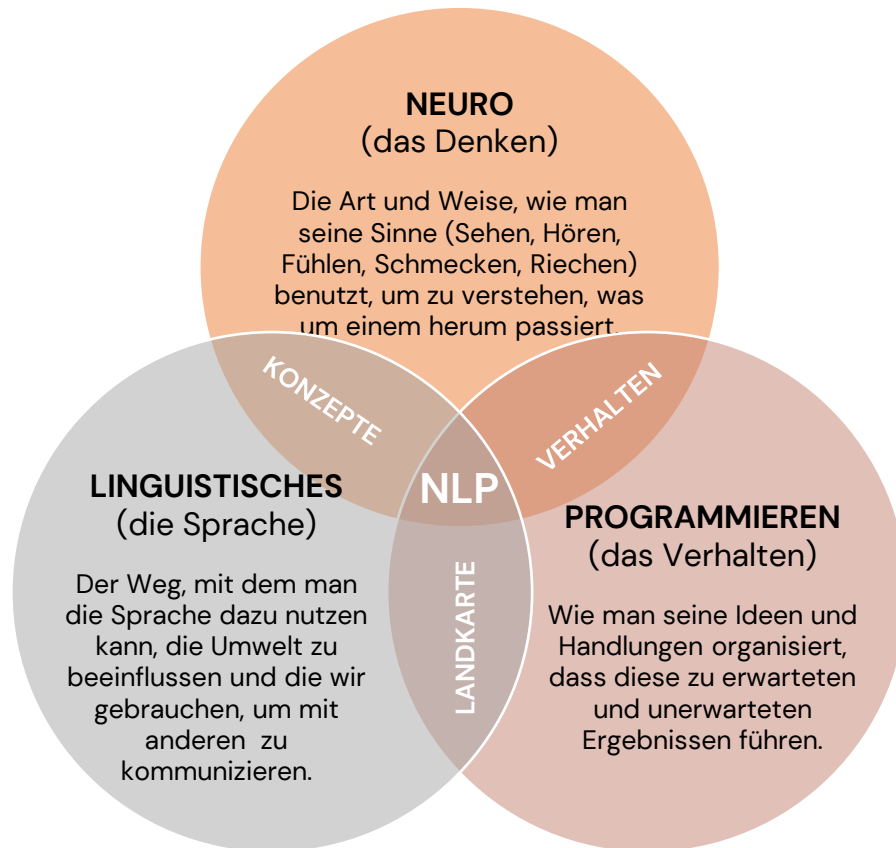 NEURO
(das Denken)
Die Art und Weise, wie man
seine Sinne (Sehen, Hören,
Fühlen, Schmecken, Riechen)
benutzt, um zu verstehen, was
um einem herum passiert.
KONZEPTE
VERHALTEN
NLP
LINGUISTISCHES
(die Sprache)
Der Weg, mit dem man
die Sprache dazu nutzen
kann, die Umwelt zu
beeinflussen und die wir
gebrauchen, um mit
anderen zu
kommunizieren.
LANDKARTE
PROGRAMMIEREN
(das Verhalten)
Wie man seine Ideen und
Handlungen organisiert,
dass diese zu erwarteten
und unerwarteten
Ergebnissen führen.